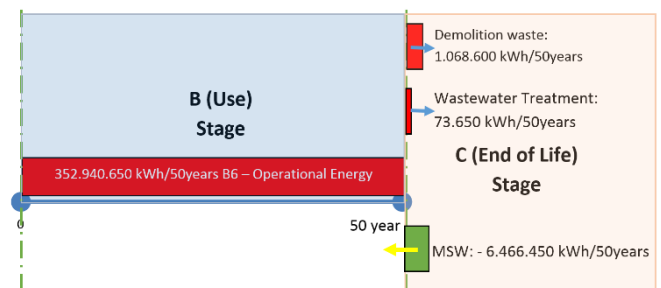 Demolition waste:
1.068.600 kWh/50years
B (Use)
Stage
Wastewater Treatment:
73.650 kWh/50years
C (End of Life)
Stage
352.940.650 kWh/50years B6 – Operational Energy
0
50 year
MSW: - 6.466.450 kWh/50years